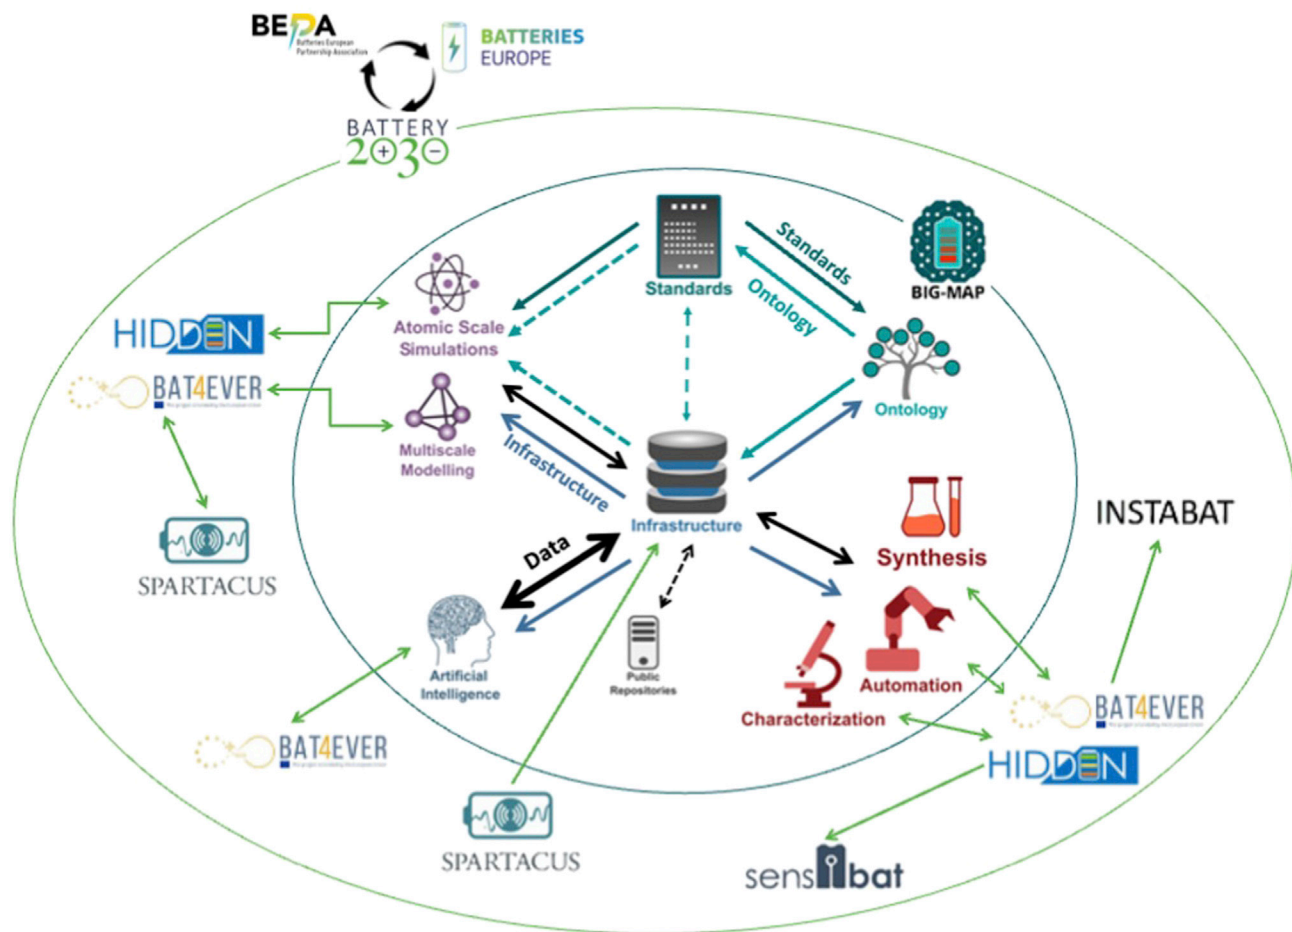 BEPA
Batteries European
Partnership Association
BATTERIES
EUROPE
BATTERY
2030
Standards
Standards
Ontology
BIG-MAP
Atomic Scale
Simulations
HIDDEN
BAT4EVER
Ontology
Multiscale
Modelling
Infrastructure
Infrastructure
Synthesis
INSTABAT
SPARTACUS
Data
Artificial
Intelligence
Public
Repositories
Automation
Characterization
BAT4EVER
BAT4EVER
HIDDEN
SPARTACUS
sensibat